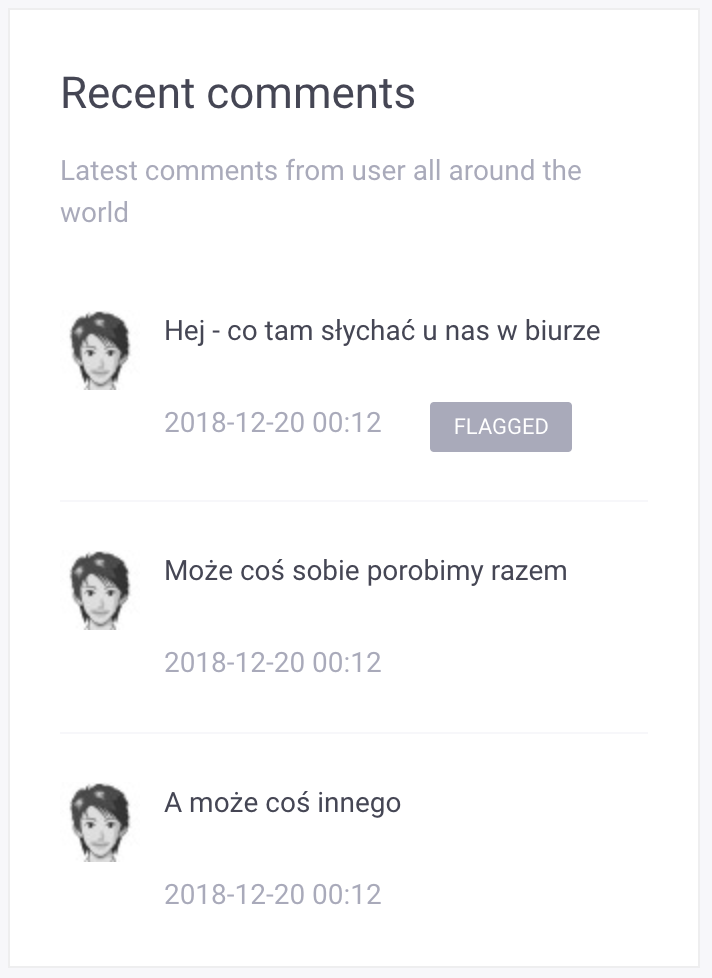 Recent comments
Latest comments from user all around the
world
Hej - co tam słychać u nas w biurze
2018-12-20 00:12 FLAGGED
Może coś sobie porobimy razem
2018-12-20 00:12
A może coś innego
2018-12-20 00:12